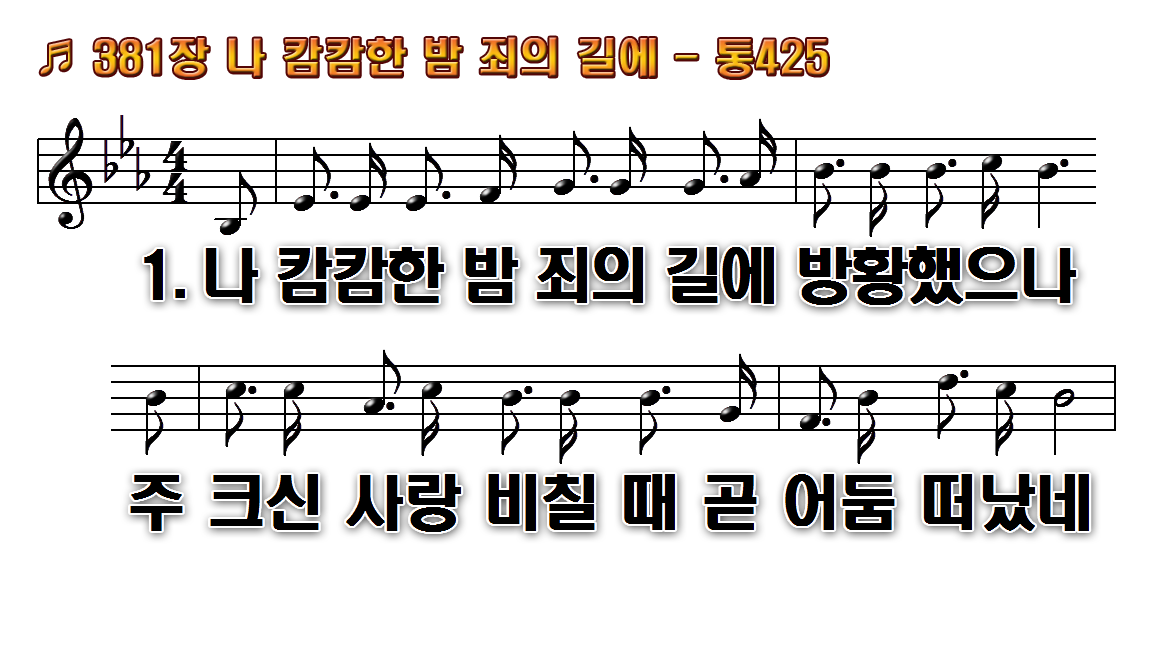 ♬ 381장 나 캄캄한 밤 죄의 길에 - 통425
4
4
1. 나 캄캄한 밤 죄의 길에 방황했으나
주 크신 사랑 비칠 때 곧 어둠 떠났네